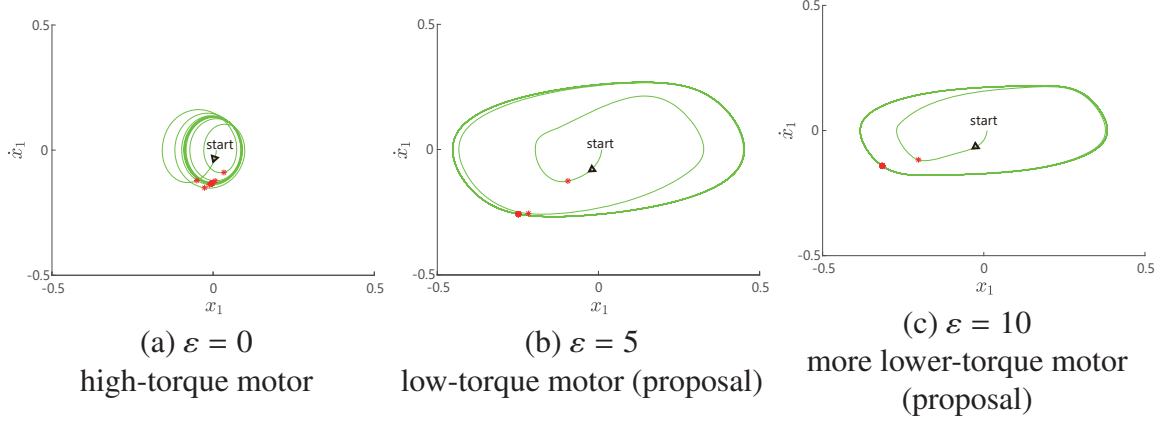 0.5
ẋ₁
0
start
-0.5
-0.5
0
0.5
x₁
(a) ε = 0
high-torque motor
0.5
ẋ₁
0
start
-0.5
-0.5
0
0.5
x₁
(b) ε = 5
low-torque motor (proposal)
0.5
ẋ₁
0
start
-0.5
-0.5
0
0.5
x₁
(c) ε = 10
more lower-torque motor
(proposal)